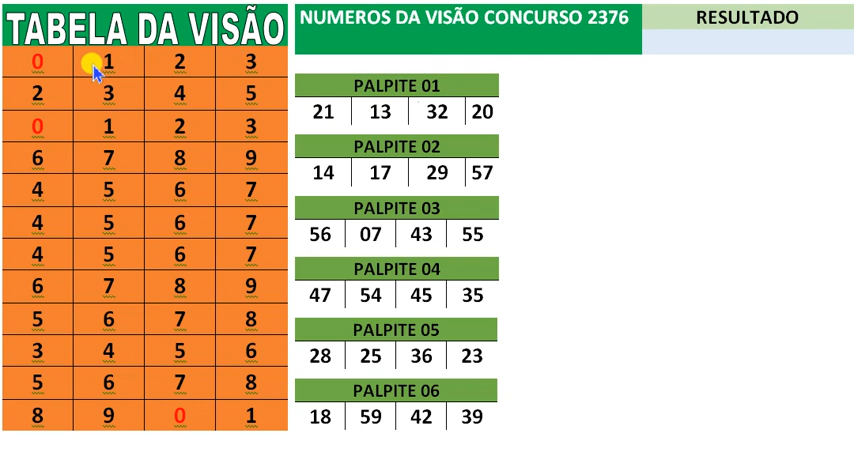 TABELA DA VISÃO
0 1 2 3
2 3 4 5
0 1 2 3
6 7 8 9
4 5 6 7
4 5 6 7
4 5 6 7
6 7 8 9
5 6 7 8
3 4 5 6
5 6 7 8
8 9 0 1
NUMEROS DA VISÃO CONCURSO 2376
RESULTADO
PALPITE 01
21 13 32 20
PALPITE 02
14 17 29 57
PALPITE 03
56 07 43 55
PALPITE 04
47 54 45 35
PALPITE 05
28 25 36 23
PALPITE 06
18 59 42 39